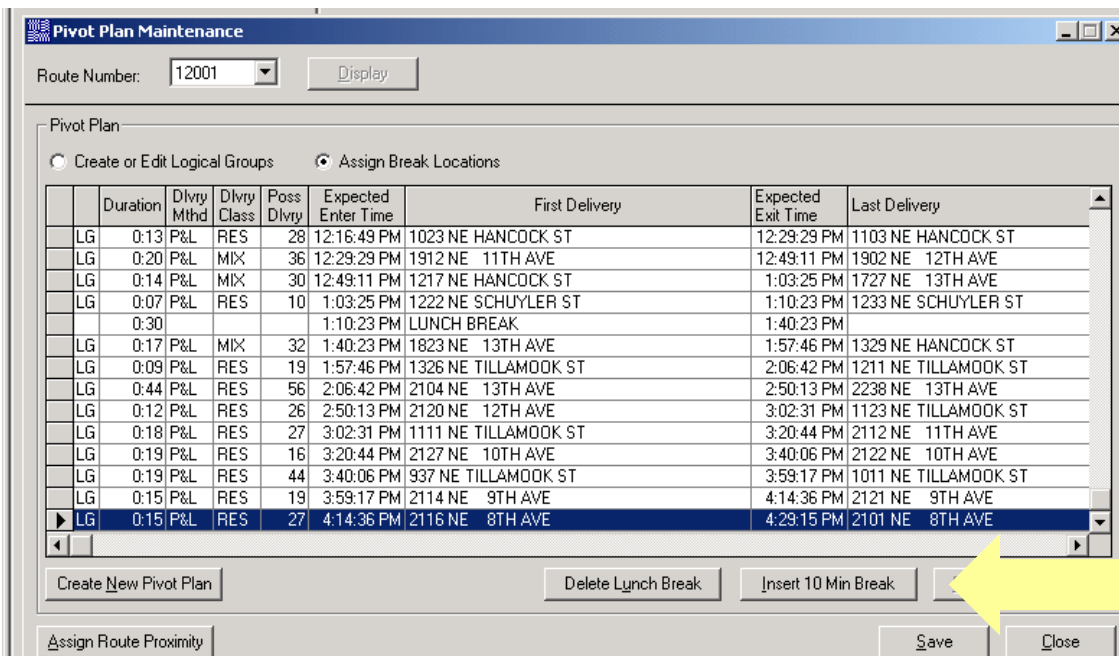 Pivot Plan Maintenance
Route Number: 12001 Display
Pivot Plan
Create or Edit Logical Groups Assign Break Locations
Duration Dlvry Mthd Dlvry Class Poss Dlvry Expected Enter Time First Delivery Expected Exit Time Last Delivery
LG 0:13 P&L RES 28 12:16:49 PM 1023 NE HANCOCK ST 12:29:29 PM 1103 NE HANCOCK ST
LG 0:20 P&L MIX 36 12:29:29 PM 1912 NE 11TH AVE 12:49:11 PM 1902 NE 12TH AVE
LG 0:14 P&L MIX 30 12:49:11 PM 1217 NE HANCOCK ST 1:03:25 PM 1727 NE 13TH AVE
LG 0:07 P&L RES 10 1:03:25 PM 1222 NE SCHUYLER ST 1:10:23 PM 1233 NE SCHUYLER ST
0:30 1:10:23 PM LUNCH BREAK 1:40:23 PM
LG 0:17 P&L MIX 32 1:40:23 PM 1823 NE 13TH AVE 1:57:46 PM 1329 NE HANCOCK ST
LG 0:09 P&L RES 19 1:57:46 PM 1326 NE TILLAMOOK ST 2:06:42 PM 1211 NE TILLAMOOK ST
LG 0:44 P&L RES 56 2:06:42 PM 2104 NE 13TH AVE 2:50:13 PM 2238 NE 13TH AVE
LG 0:12 P&L RES 26 2:50:13 PM 2120 NE 12TH AVE 3:02:31 PM 1123 NE TILLAMOOK ST
LG 0:18 P&L RES 27 3:02:31 PM 1111 NE TILLAMOOK ST 3:20:44 PM 2112 NE 11TH AVE
LG 0:19 P&L RES 16 3:20:44 PM 2127 NE 10TH AVE 3:40:06 PM 2122 NE 10TH AVE
LG 0:19 P&L RES 44 3:40:06 PM 937 NE TILLAMOOK ST 3:59:17 PM 1011 NE TILLAMOOK ST
LG 0:15 P&L RES 19 3:59:17 PM 2114 NE 9TH AVE 4:14:36 PM 2121 NE 9TH AVE
LG 0:15 P&L RES 27 4:14:36 PM 2116 NE 8TH AVE 4:29:15 PM 2101 NE 8TH AVE
Create New Pivot Plan Delete Lunch Break Insert 10 Min Break
Assign Route Proximity Save Close